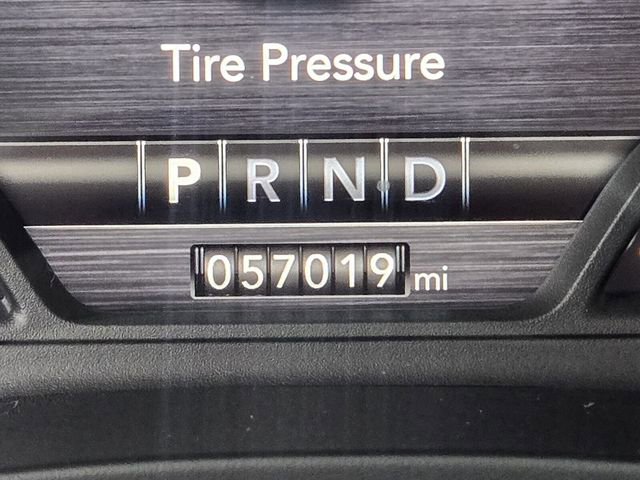 Tire Pressure
P R N D
057019 mi